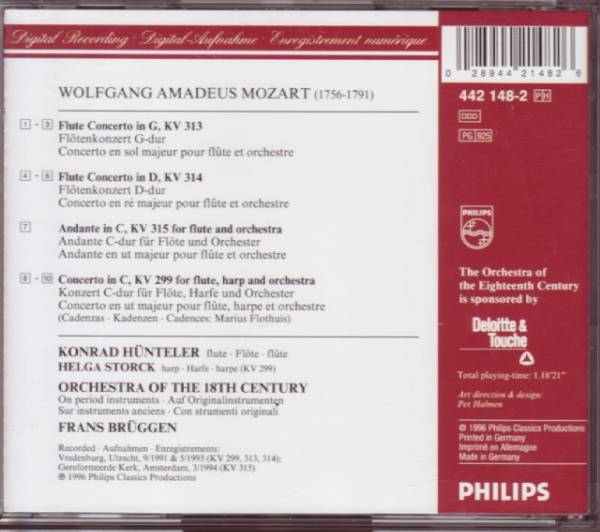 Digital Recording · Digital-Aufnahme · Enregistrement numérique
0 28944 21482 6
442 148-2 PH
DDD
PG 925
WOLFGANG AMADEUS MOZART (1756-1791)
1 - 3 Flute Concerto in G, KV 313
Flötenkonzert G-dur
Concerto en sol majeur pour flûte et orchestre
4 - 6 Flute Concerto in D, KV 314
Flötenkonzert D-dur
Concerto en ré majeur pour flûte et orchestre
7 Andante in C, KV 315 for flute and orchestra
Andante C-dur für Flöte und Orchester
Andante en ut majeur pour flûte et orchestre
8 - 10 Concerto in C, KV 299 for flute, harp and orchestra
Konzert C-dur für Flöte, Harfe und Orchester
Concerto en ut majeur pour flûte, harpe et orchestre
(Cadenzas · Kadenzen · Cadences: Marius Flothuis)
KONRAD HÜNTELER flute · Flöte · flûte
HELGA STORCK harp · Harfe · harpe (KV 299)
ORCHESTRA OF THE 18TH CENTURY
On period instruments · Auf Originalinstrumenten
Sur instruments anciens · Con strumenti originali
FRANS BRÜGGEN
Recorded · Aufnahmen · Enregistrements:
Vredenburg, Utrecht, 9/1991 & 5/1993 (KV 299, 313, 314);
Gereformeerde Kerk, Amsterdam, 3/1994 (KV 315)
℗ 1996 Philips Classics Productions
PHILIPS
The Orchestra of
the Eighteenth Century
is sponsored by
Deloitte &
Touche
Total playing-time: 1.18'21"
Art direction & design:
Pet Halmen
© 1996 Philips Classics Productions
Printed in Germany
Imprimé en Allemagne
Made in Germany
PHILIPS